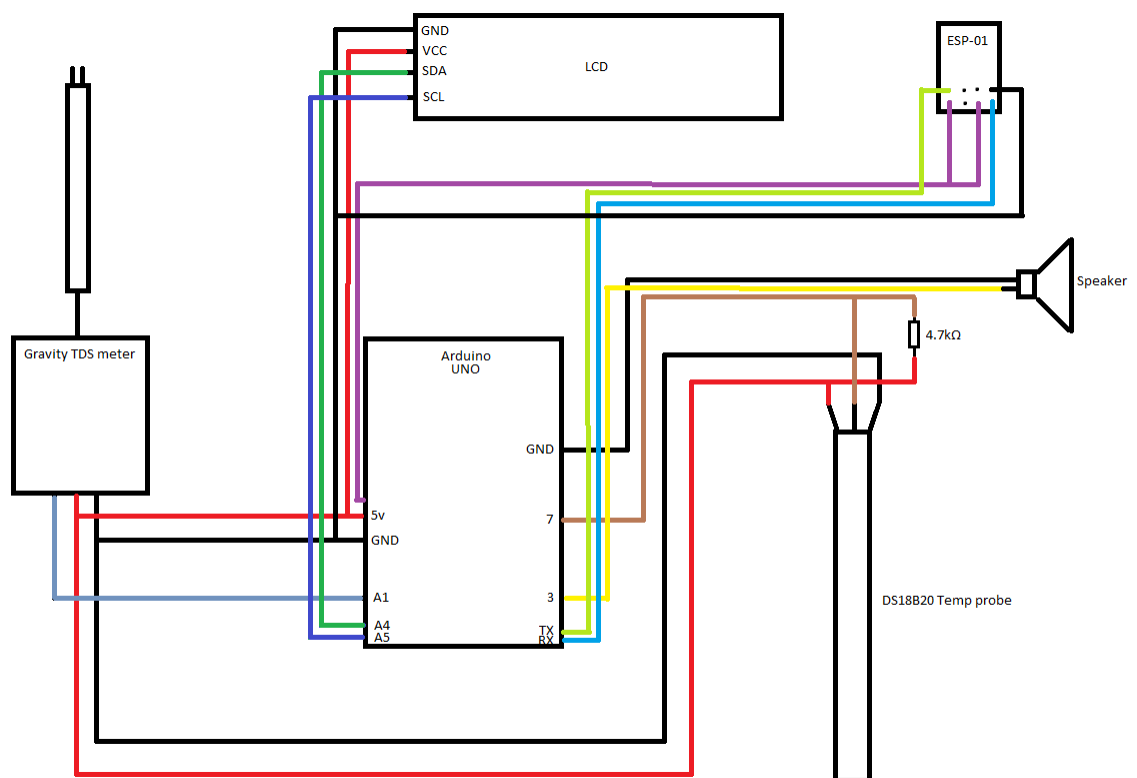 GND
VCC
SDA
SCL
LCD
ESP-01
Speaker
Gravity TDS meter
Arduino
UNO
4.7kΩ
GND
5v
7
GND
A1
3
A4
TX
A5
RX
DS18B20 Temp probe